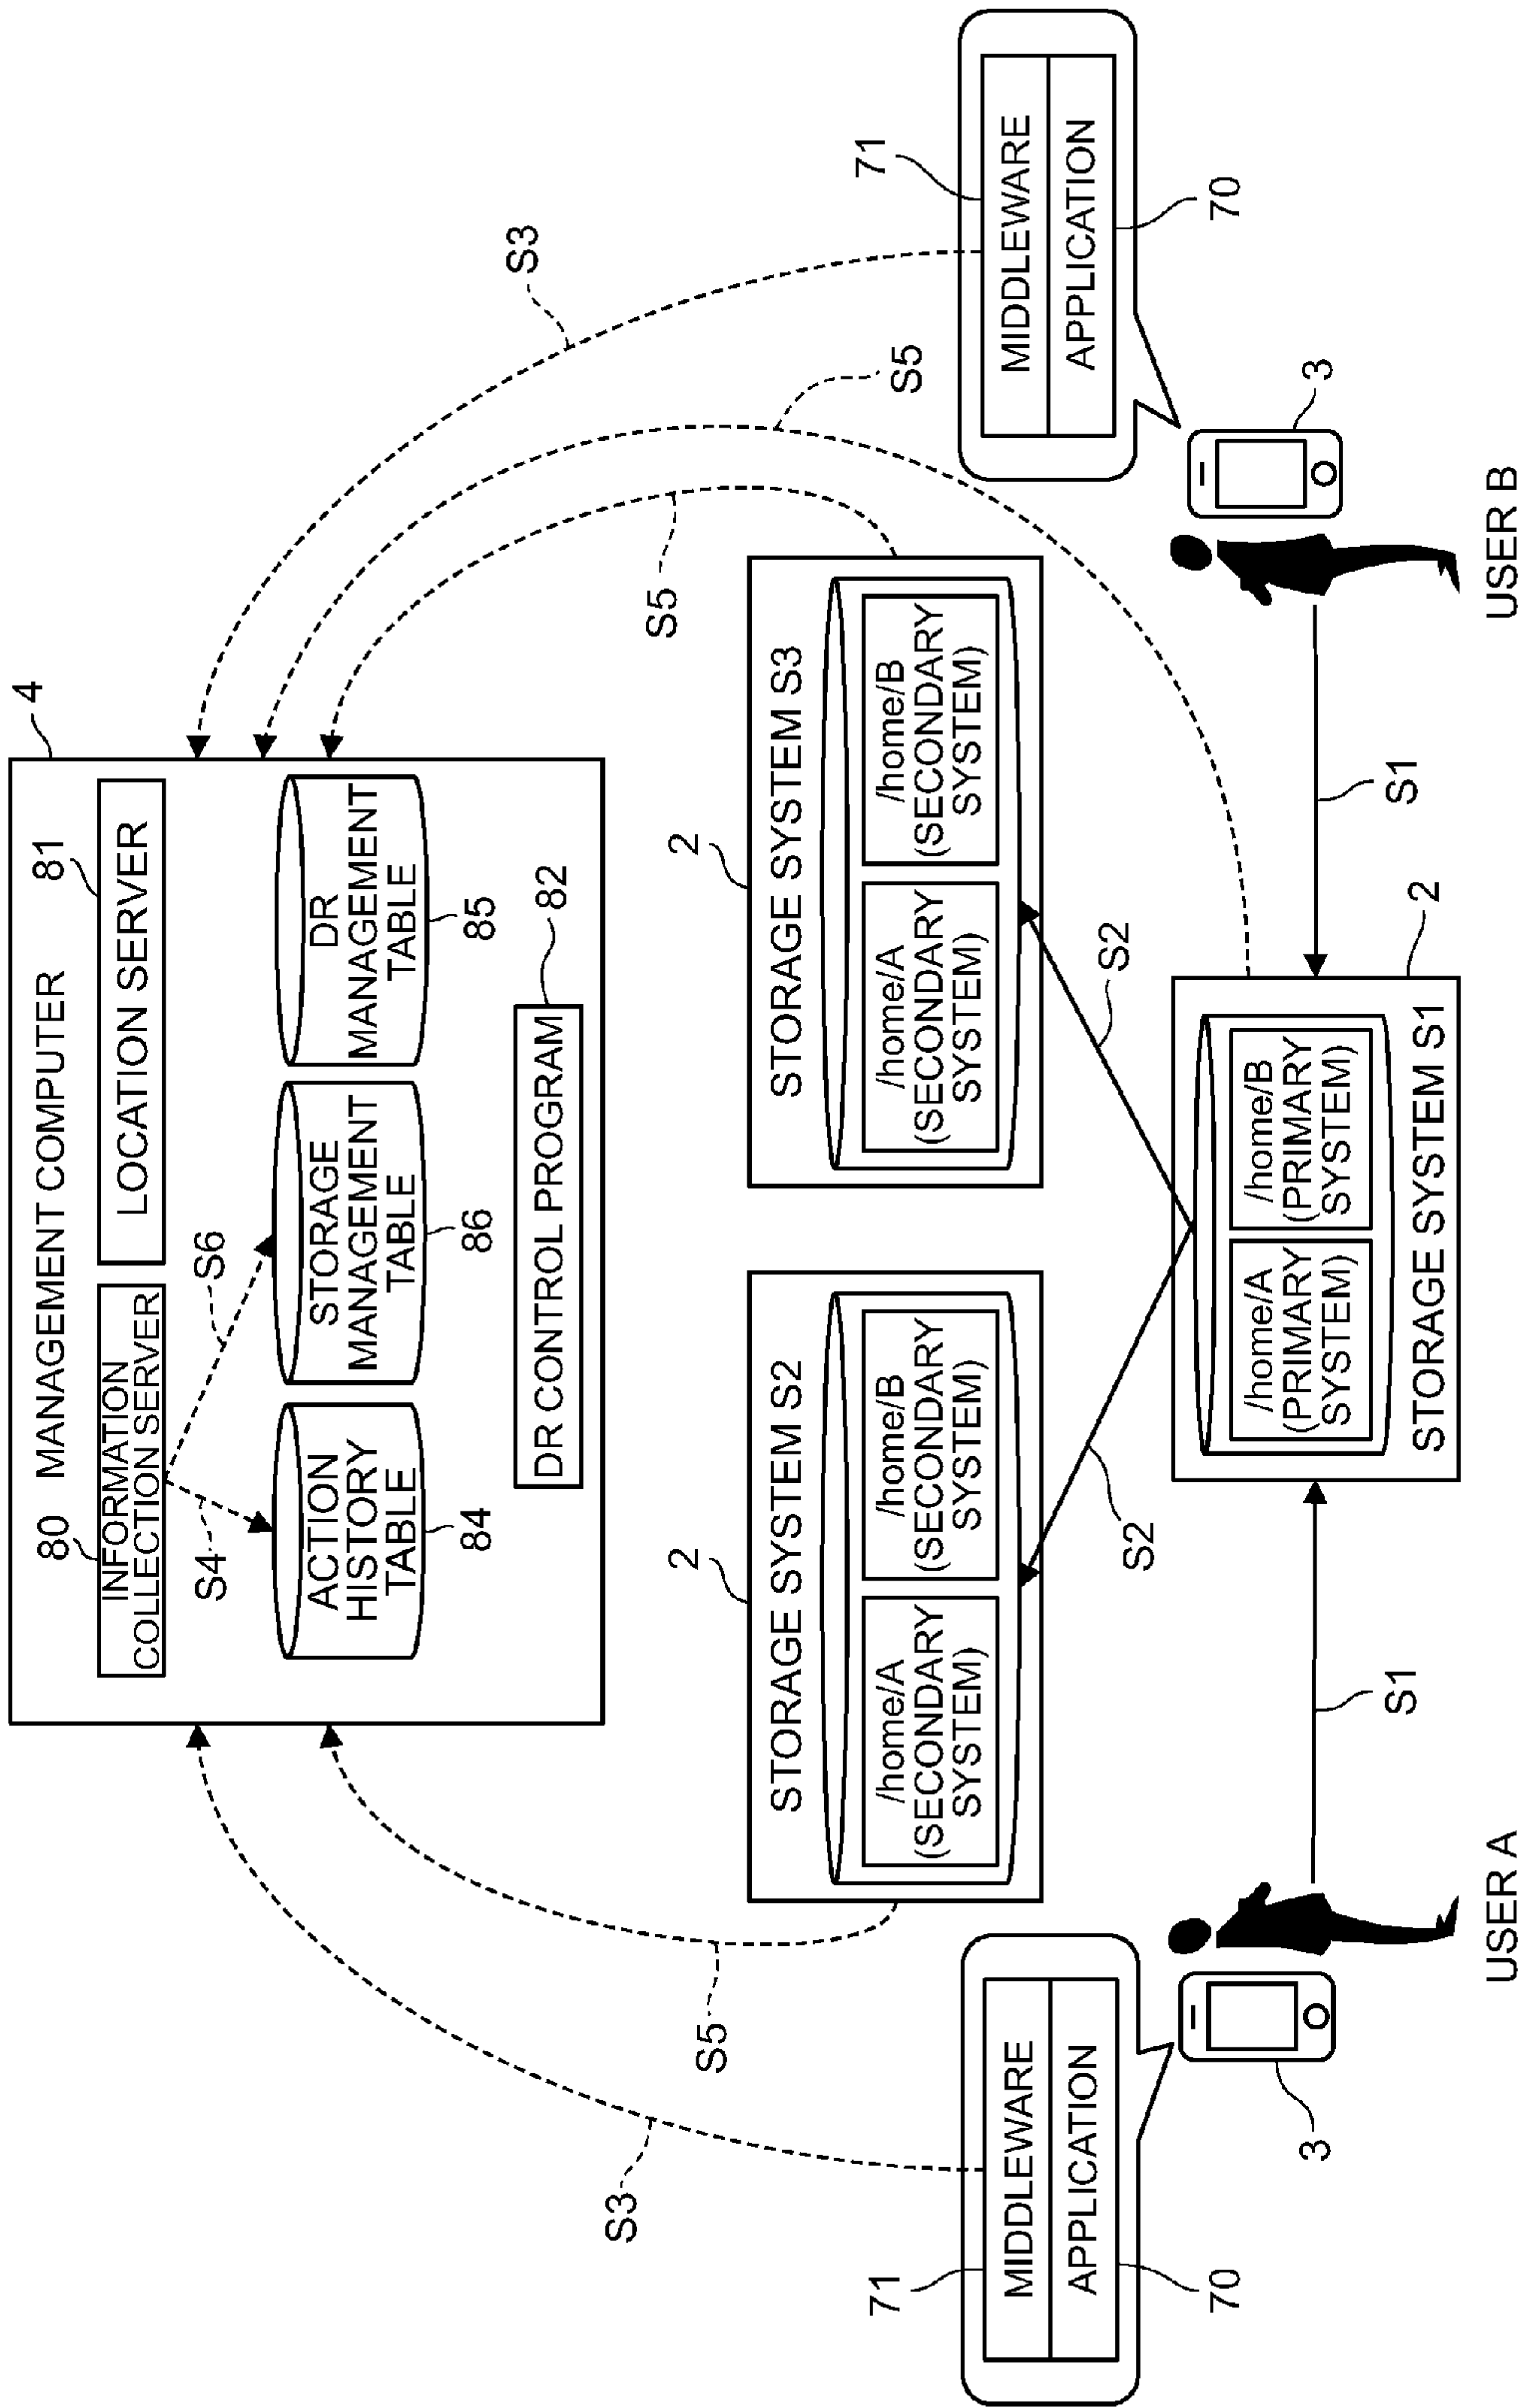 4
MANAGEMENT COMPUTER
80
81
INFORMATION
COLLECTION SERVER
LOCATION SERVER
S4
S6
ACTION
HISTORY
TABLE
84
STORAGE
MANAGEMENT
TABLE
86
DR
MANAGEMENT
TABLE
85
82
DR CONTROL PROGRAM
S3
S5
S5
S5
S3
2
STORAGE SYSTEM S2
/home/A
(SECONDARY
SYSTEM)
/home/B
(SECONDARY
SYSTEM)
2
STORAGE SYSTEM S3
/home/A
(SECONDARY
SYSTEM)
/home/B
(SECONDARY
SYSTEM)
71
MIDDLEWARE
APPLICATION
70
71
MIDDLEWARE
APPLICATION
70
S2
S2
3
3
/home/A
(PRIMARY
SYSTEM)
/home/B
(PRIMARY
SYSTEM)
STORAGE SYSTEM S1
2
S1
S1
USER A
USER B